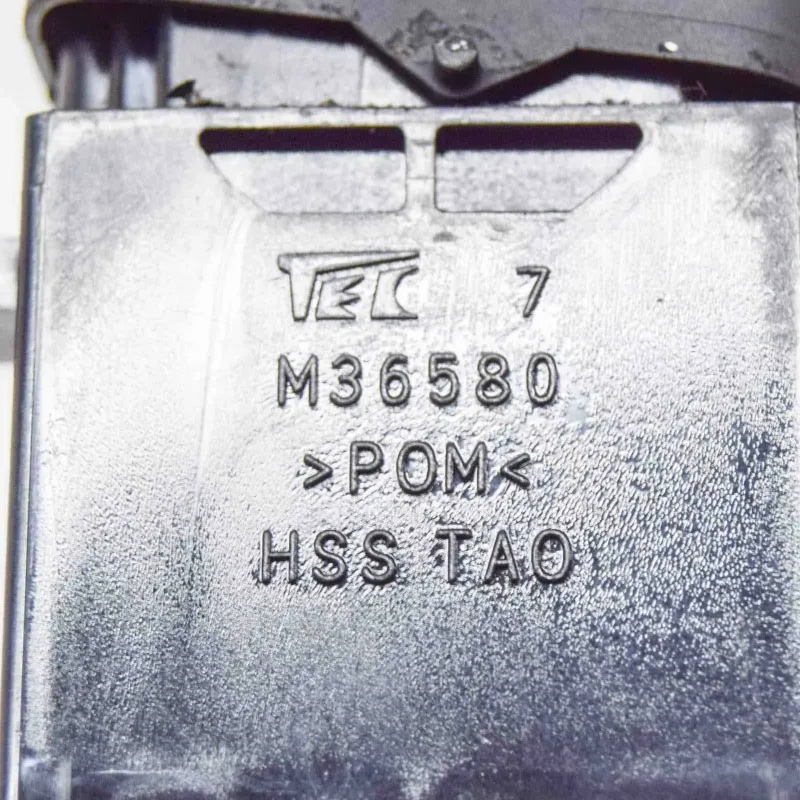 TEC 7
M36580
>POM<
HSS TAO